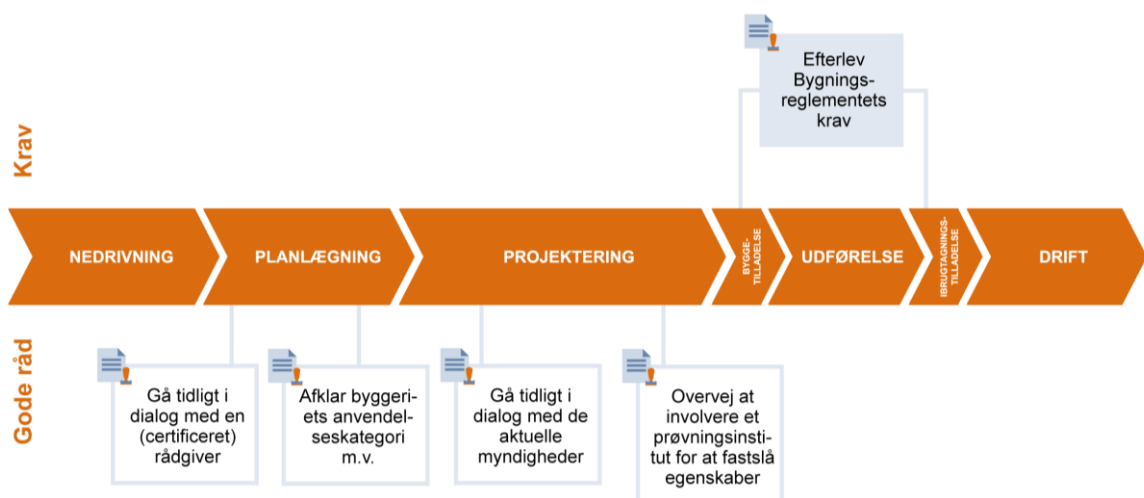 Krav
Efterlev
Bygnings-
reglementets
krav
NEDRIVNING
PLANLÆGNING
PROJEKTERING
BYGGE-
TILLADELSE
UDFØRELSE
IBRUGTAGNINGS-
TILLADELSE
DRIFT
Gode råd
Gå tidligt i
dialog med en
(certificeret)
rådgiver
Afklar byggeri-
ets anvendel-
seskategori
m.v.
Gå tidligt i
dialog med de
aktuelle
myndigheder
Overvej at
involvere et
prøvningsinsti-
tut for at fastslå
egenskaber